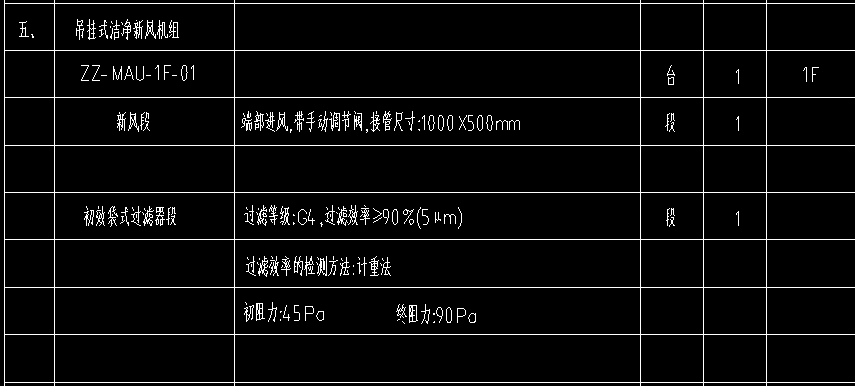 五、 吊挂式洁净新风机组
ZZ-MAU-1F-01 台 1 1F
新风段 端部进风,带手动调节阀,接管尺寸:1000X500mm 段 1
初效袋式过滤器段 过滤等级:G4,过滤效率≥90%(5μm) 段 1
过滤效率的检测方法:计重法
初阻力:45Pa 终阻力:90Pa